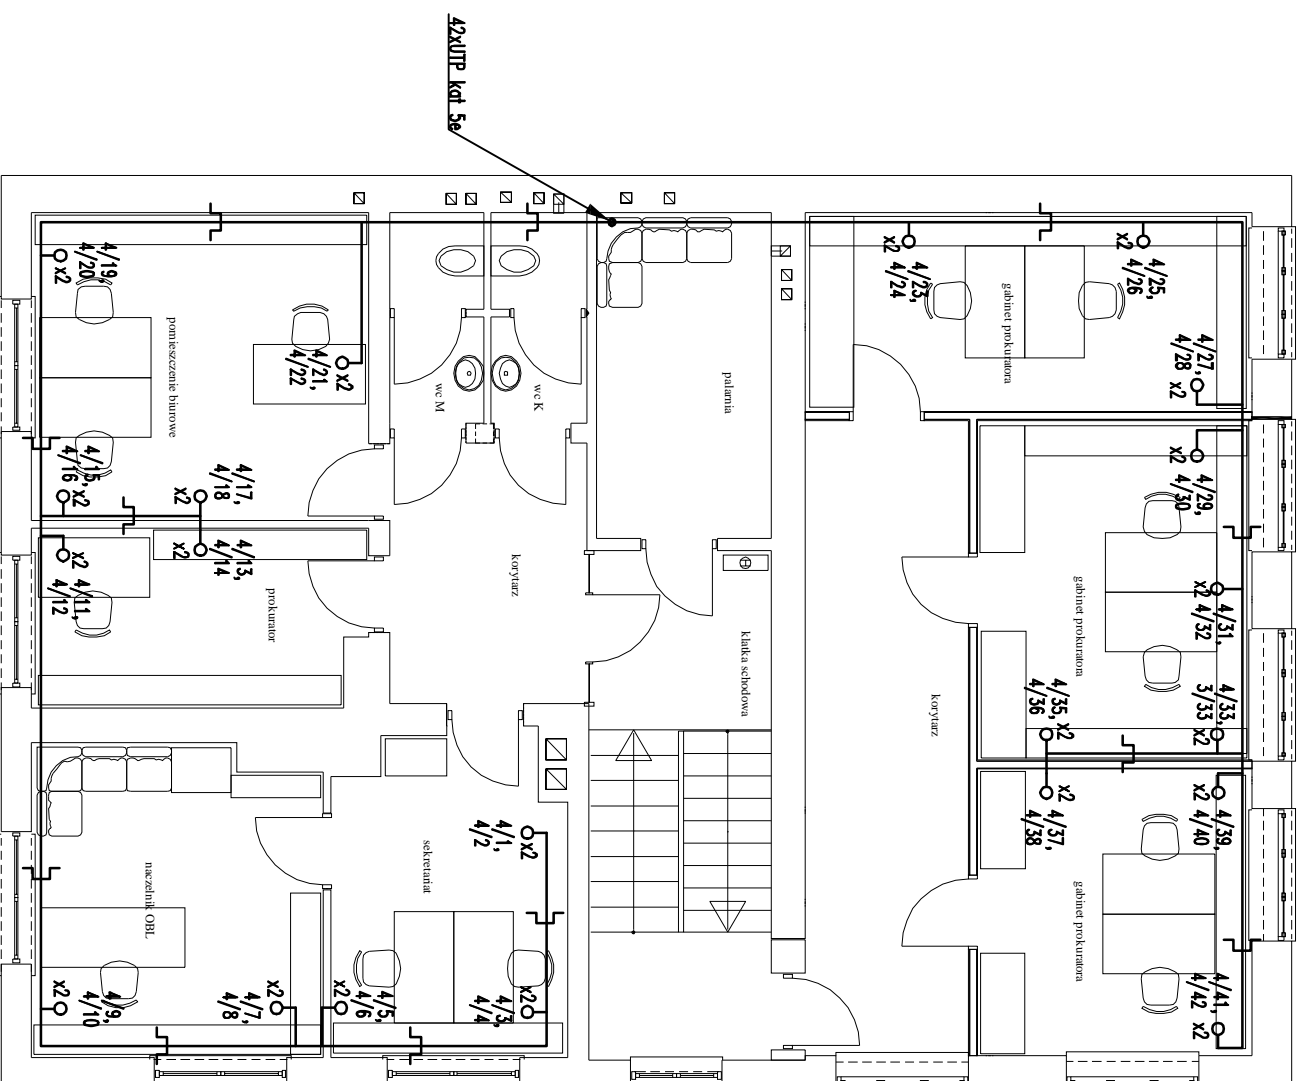 42xUTP kat 5e
4/19,
4/20
x2
pomieszczenie biurowe
4/21,
4/22
x2
4/15,
4/16
x2
4/17,
4/18
x2
4/13,
4/14
x2
4/11,
4/12
x2
prokurator
wc M
wc K
palarnia
korytarz
klatka schodowa
korytarz
4/23,
4/24
x2
gabinet prokuratora
4/25,
4/26
x2
4/27,
4/28
x2
4/29,
4/30
x2
gabinet prokuratora
4/31,
4/32
x2
4/33,
3/33
x2
4/35,
4/36
x2
4/37,
4/38
x2
4/39,
4/40
x2
gabinet prokuratora
4/41,
4/42
x2
sekretariat
4/1,
4/2
x2
4/3,
4/4
x2
4/5,
4/6
x2
4/7,
4/8
x2
naczelnik OBL
4/9,
4/10
x2